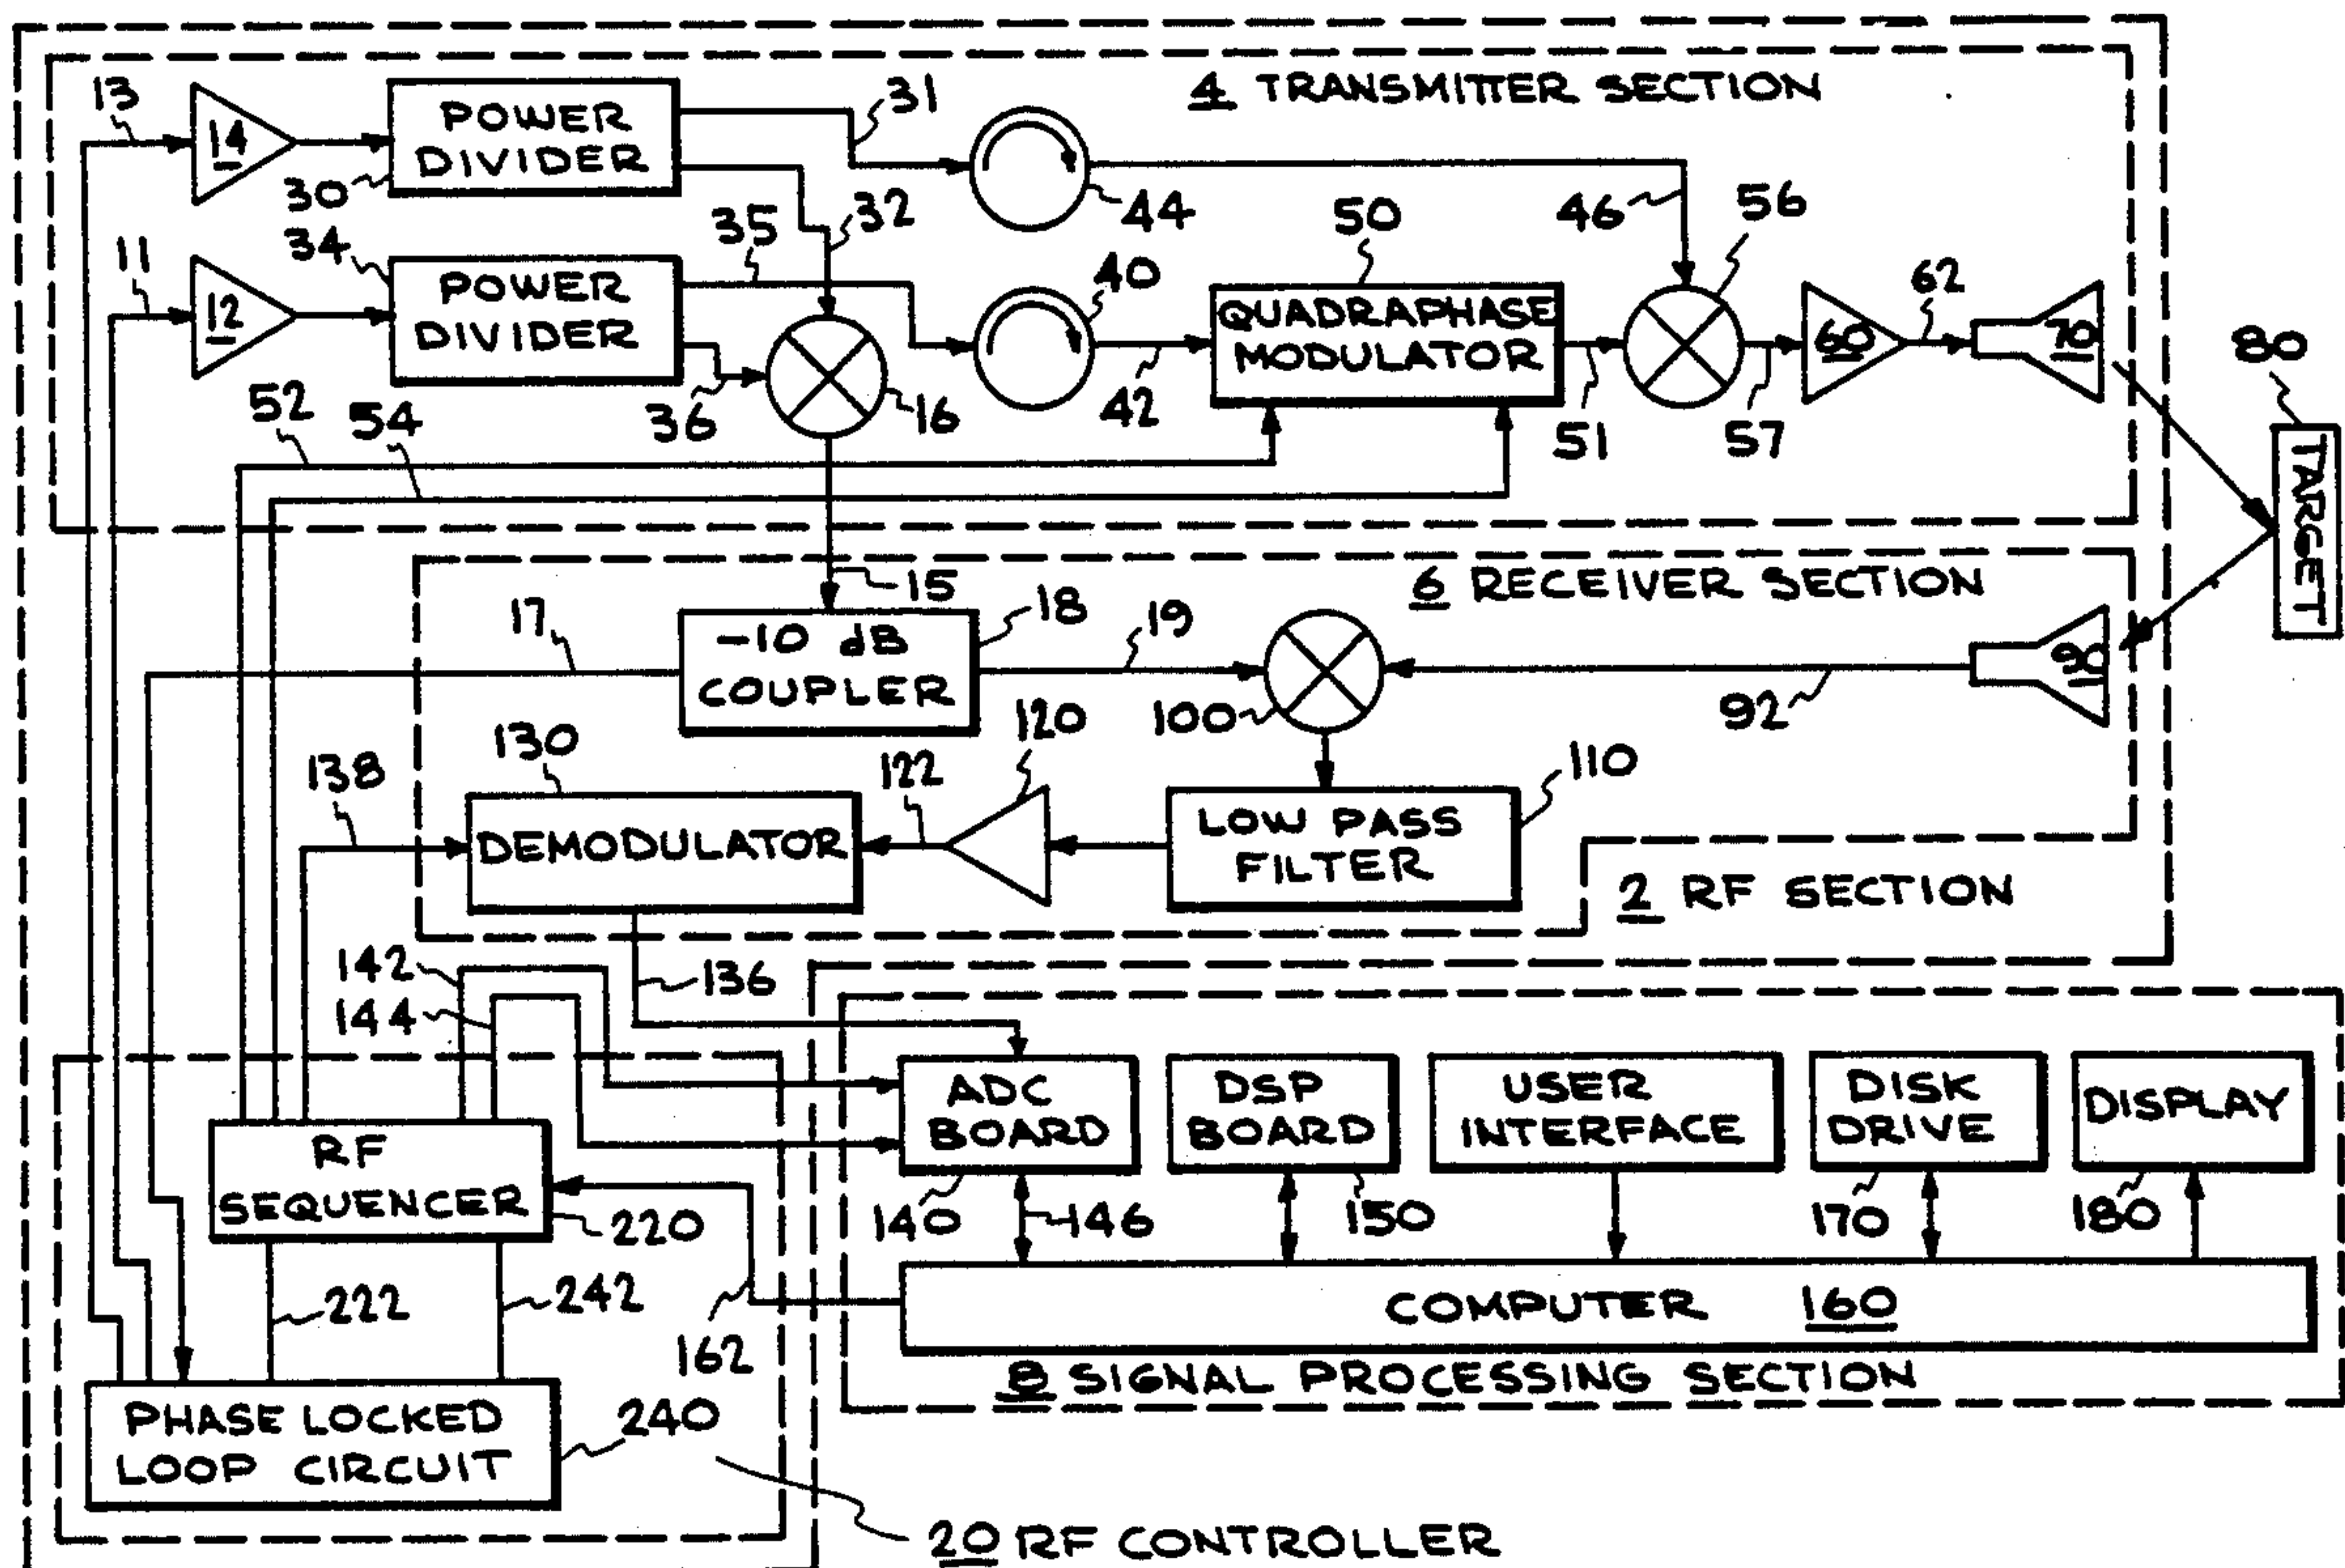 4 TRANSMITTER SECTION
13
14
POWER
DIVIDER
30
31
32
44
46
56
11
12
34
POWER
DIVIDER
35
36
16
40
42
50
QUADRAPHASE
MODULATOR
51
57
60
62
70
80
TARGET
52
54
15
6 RECEIVER SECTION
17
-10 dB
COUPLER
18
19
100
92
90
138
130
DEMODULATOR
122
120
LOW PASS
FILTER
110
2 RF SECTION
142
144
136
ADC
BOARD
DSP
BOARD
USER
INTERFACE
DISK
DRIVE
DISPLAY
RF
SEQUENCER
220
140
146
150
170
180
222
242
162
COMPUTER 160
8 SIGNAL PROCESSING SECTION
PHASE LOCKED
LOOP CIRCUIT
240
20 RF CONTROLLER